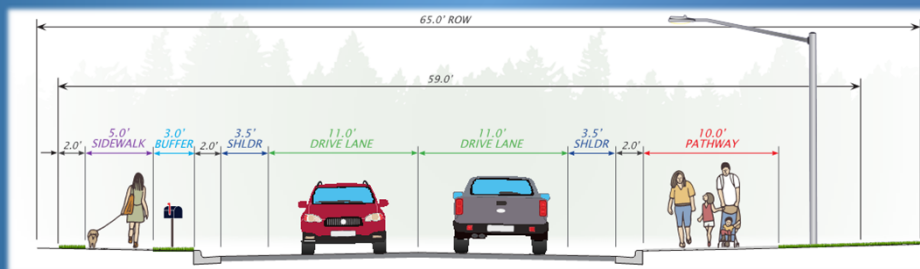 65.0' ROW
59.0'
2.0'
5.0'
SIDEWALK
3.0'
BUFFER
2.0'
3.5'
SHLDR
11.0'
DRIVE LANE
11.0'
DRIVE LANE
3.5'
SHLDR
2.0'
10.0'
PATHWAY